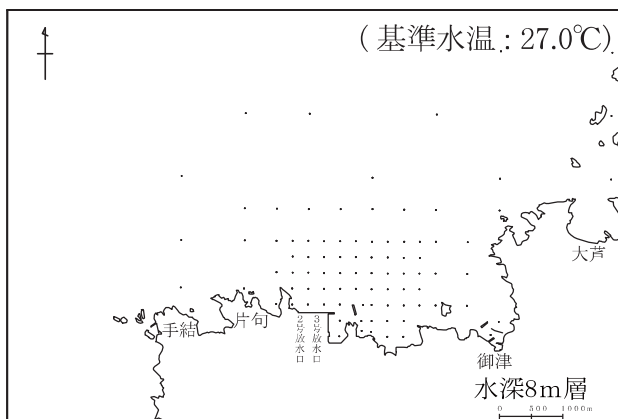 (基準水温:27.0℃)
大芦
手結
片句
2号放水口
3号放水口
御津
水深8m層
0 500 1000m